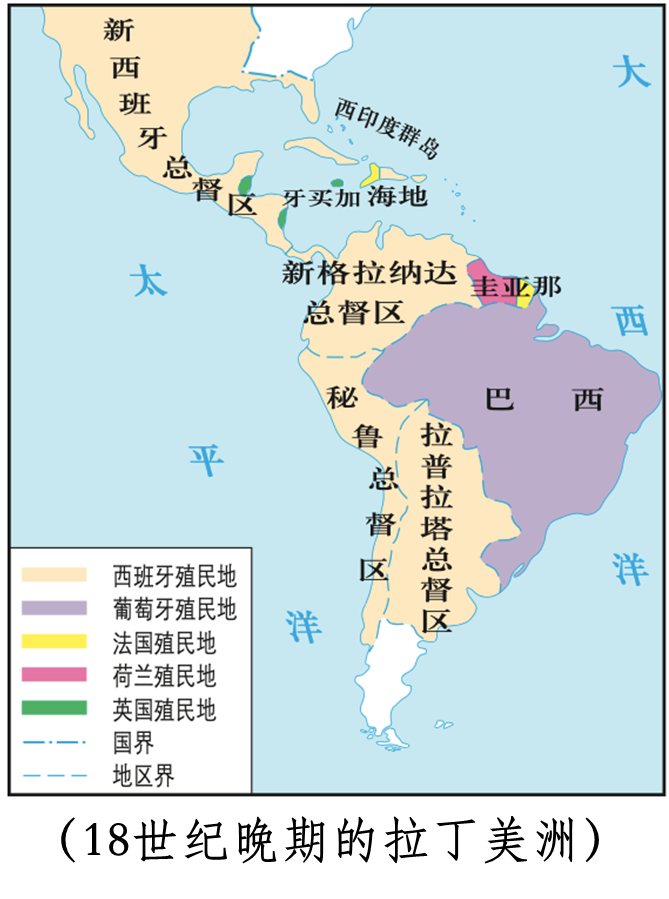 新西班牙总督区
大西洋
西印度群岛
牙买加
海地
太平洋
新格拉纳达
总督区
圭亚那
巴西
秘鲁总督区
拉普拉塔总督区
西班牙殖民地
葡萄牙殖民地
法国殖民地
荷兰殖民地
英国殖民地
国界
地区界
(18世纪晚期的拉丁美洲)